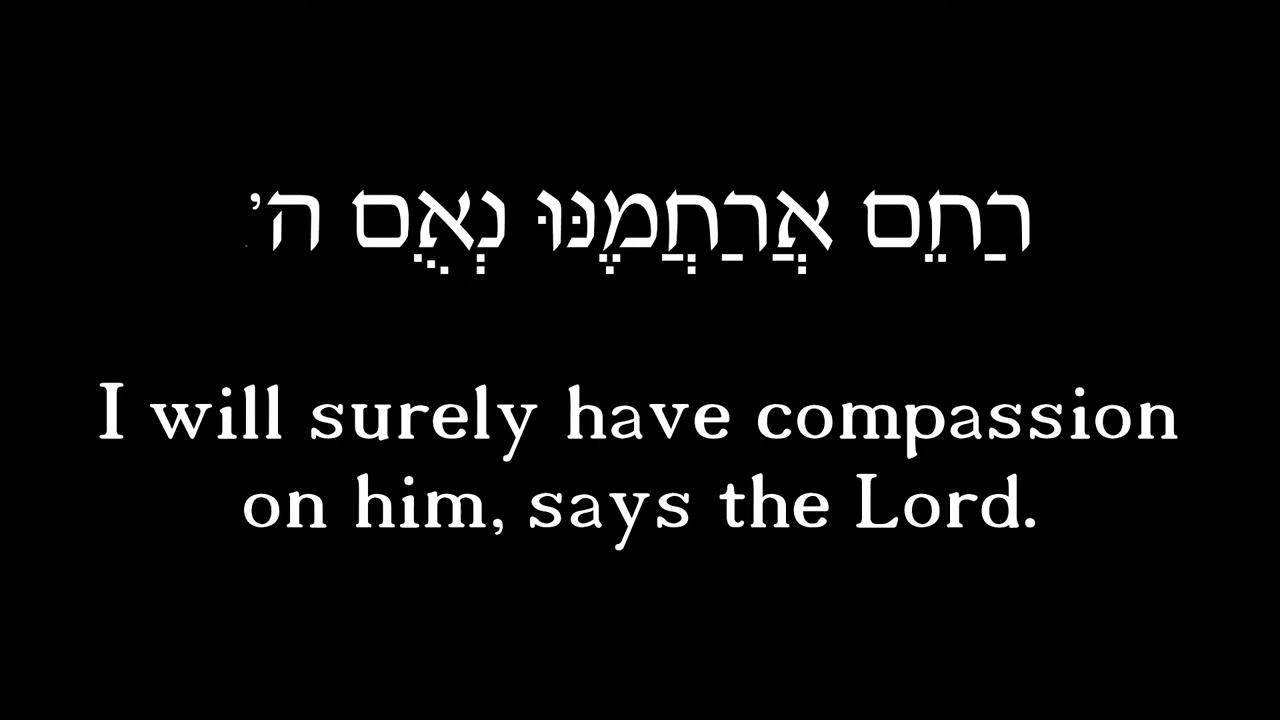 רַחֵם אֲרַחֲמֶנּוּ נְאֻם ה'
I will surely have compassion
on him, says the Lord.